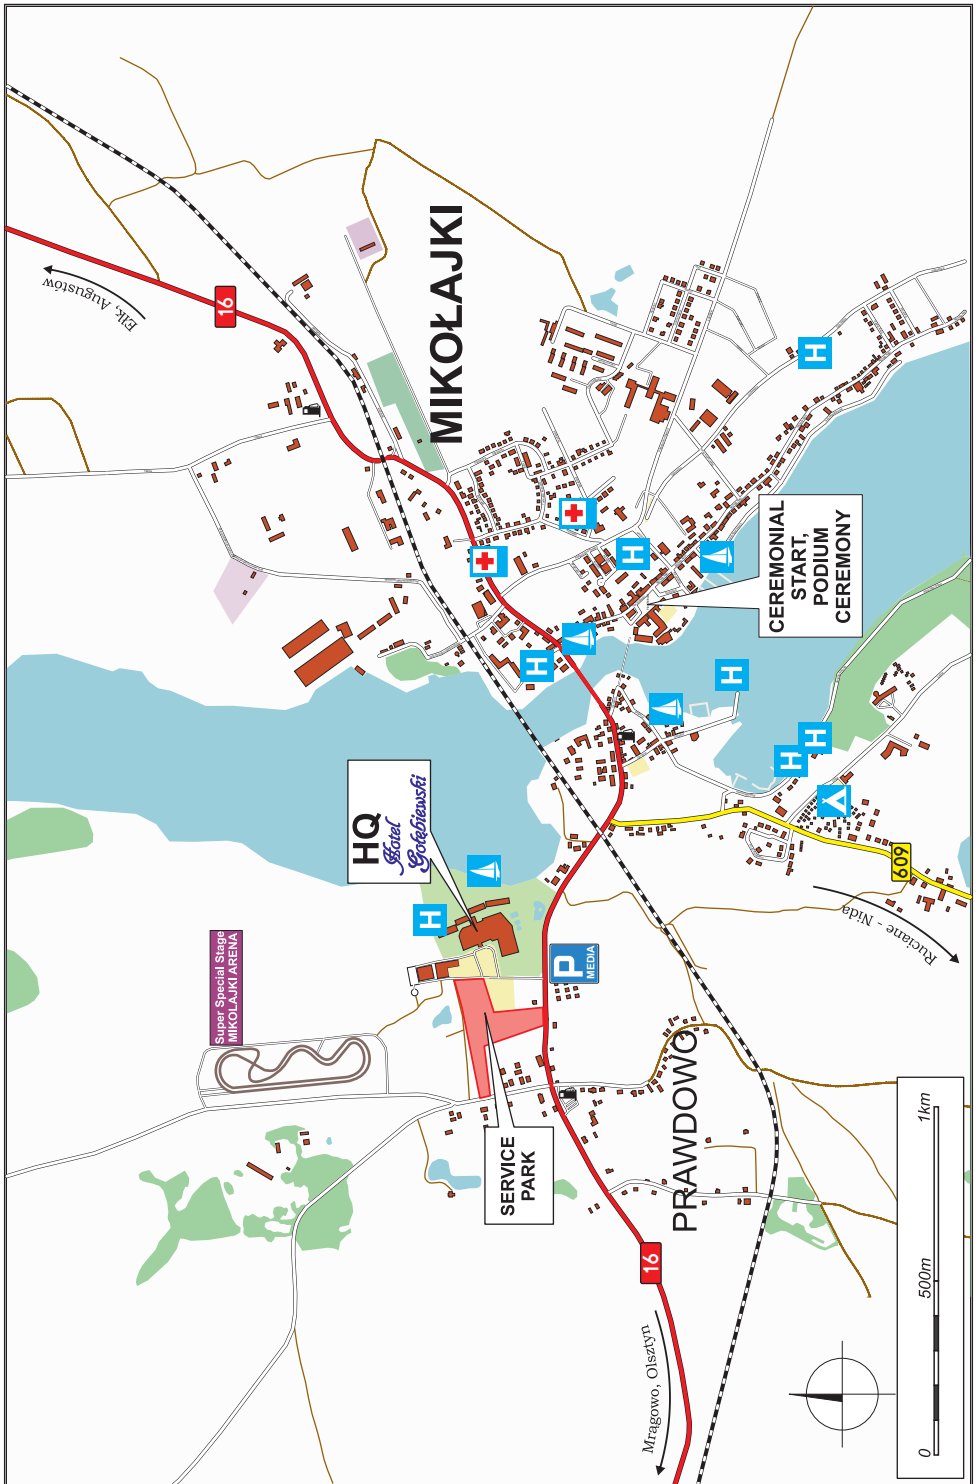 Ełk, Augustów
16
MIKOŁAJKI
H
H
CEREMONIAL
START,
PODIUM
CEREMONY
H
H
H
H
HQ
Hotel
Gołębiewski
H
609
Ruciane - Nida
P
MEDIA
Super Special Stage
MIKOLAJKI ARENA
SERVICE
PARK
PRAWDOWO
16
Mrągowo, Olsztyn
0
500m
1km